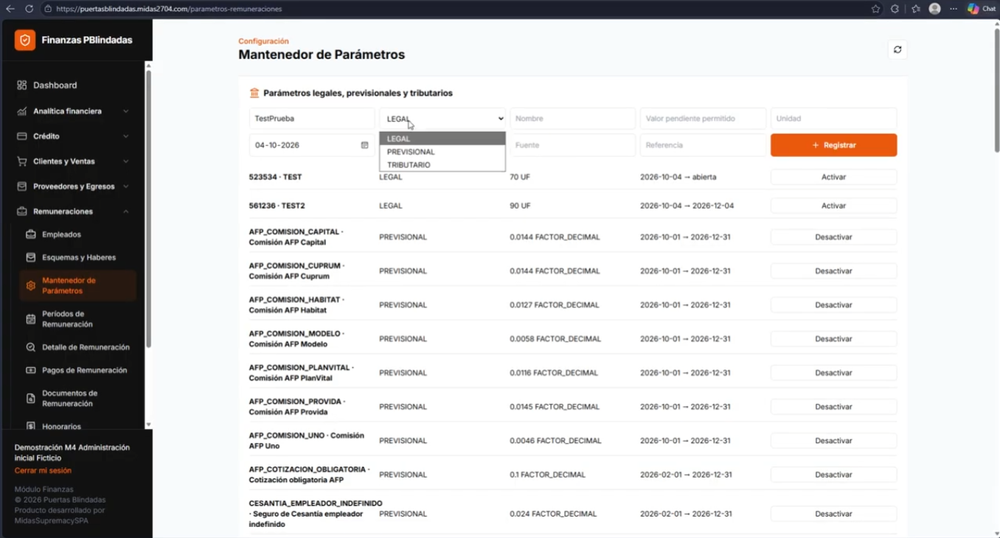 https://puertasblindadas.midas2704.com/parametros-remuneraciones
Chat
Finanzas PBlindadas
Dashboard
Analítica financiera
Crédito
Clientes y Ventas
Proveedores y Egresos
Remuneraciones
Empleados
Esquemas y Haberes
Mantenedor de
Parámetros
Períodos de
Remuneración
Detalle de Remuneración
Pagos de Remuneración
Documentos de
Remuneración
Honorarios
Demostración M4 Administración
inicial Ficticio
Cerrar mi sesión
Módulo Finanzas
© 2026 Puertas Blindadas
Producto desarrollado por
MidasSupremacySPA
Configuración
Mantenedor de Parámetros
Parámetros legales, previsionales y tributarios
TestPrueba
LEGAL
Nombre
Valor pendiente permitido
Unidad
04-10-2026
LEGAL
PREVISIONAL
TRIBUTARIO
Fuente
Referencia
+ Registrar
523534 · TEST LEGAL 70 UF 2026-10-04 → abierta Activar
561236 · TEST2 LEGAL 90 UF 2026-10-04 → 2026-12-04 Activar
AFP_COMISION_CAPITAL ·
Comisión AFP Capital PREVISIONAL 0.0144 FACTOR_DECIMAL 2026-10-01 → 2026-12-31 Desactivar
AFP_COMISION_CUPRUM ·
Comisión AFP Cuprum PREVISIONAL 0.0144 FACTOR_DECIMAL 2026-10-01 → 2026-12-31 Desactivar
AFP_COMISION_HABITAT ·
Comisión AFP Habitat PREVISIONAL 0.0127 FACTOR_DECIMAL 2026-10-01 → 2026-12-31 Desactivar
AFP_COMISION_MODELO ·
Comisión AFP Modelo PREVISIONAL 0.0058 FACTOR_DECIMAL 2026-10-01 → 2026-12-31 Desactivar
AFP_COMISION_PLANVITAL ·
Comisión AFP PlanVital PREVISIONAL 0.0116 FACTOR_DECIMAL 2026-10-01 → 2026-12-31 Desactivar
AFP_COMISION_PROVIDA ·
Comisión AFP Provida PREVISIONAL 0.0145 FACTOR_DECIMAL 2026-10-01 → 2026-12-31 Desactivar
AFP_COMISION_UNO · Comisión
AFP Uno PREVISIONAL 0.0046 FACTOR_DECIMAL 2026-10-01 → 2026-12-31 Desactivar
AFP_COTIZACION_OBLIGATORIA ·
Cotización obligatoria AFP PREVISIONAL 0.1 FACTOR_DECIMAL 2026-02-01 → 2026-12-31 Desactivar
CESANTIA_EMPLEADOR_INDEFINIDO
· Seguro de Cesantía empleador PREVISIONAL 0.024 FACTOR_DECIMAL 2026-02-01 → 2026-12-31 Desactivar
indefinido